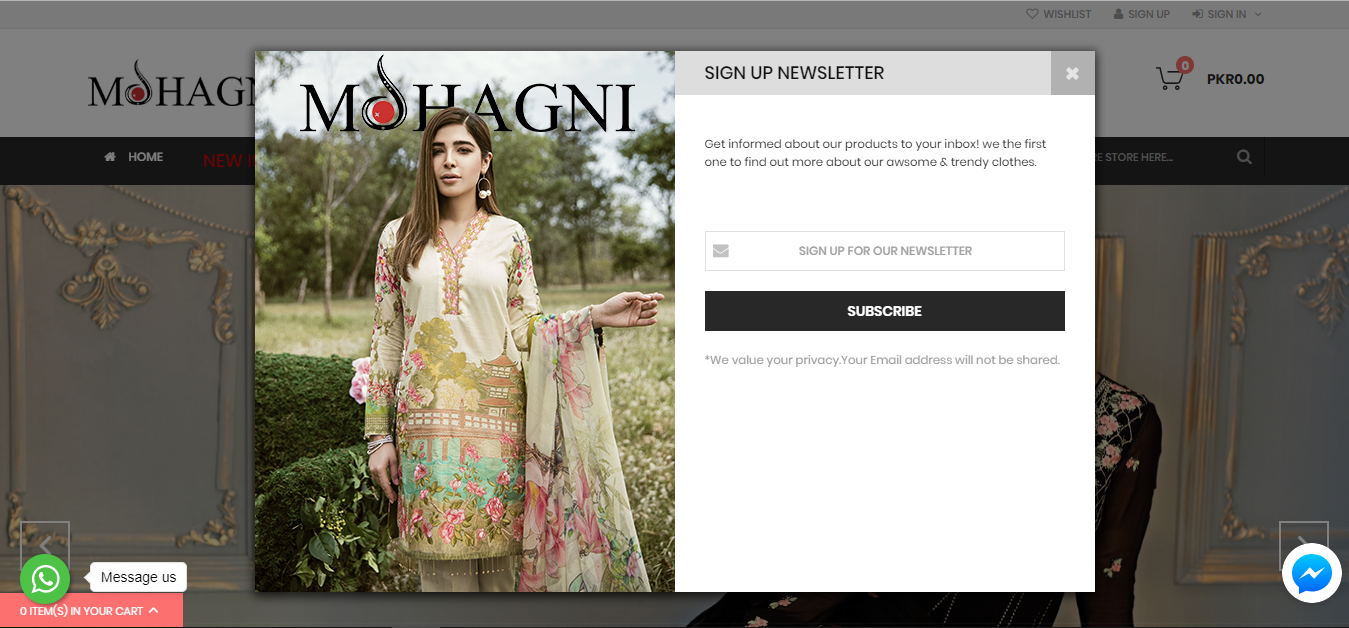 WISHLIST
SIGN UP
SIGN IN
MOHAGNI
SIGN UP NEWSLETTER
0
PKR0.00
HOME
NEW
STORE HERE...
Get informed about our products to your inbox! we the first
one to find out more about our awsome & trendy clothes.
SIGN UP FOR OUR NEWSLETTER
SUBSCRIBE
*We value your privacy.Your Email address will not be shared.
Message us
0 ITEM(S) IN YOUR CART